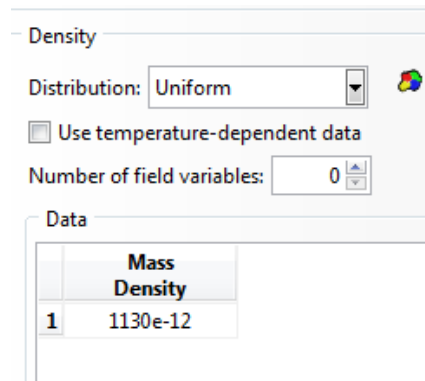 Density
Distribution: Uniform
Use temperature-dependent data
Number of field variables: 0
Data
Mass
Density
1 1130e-12